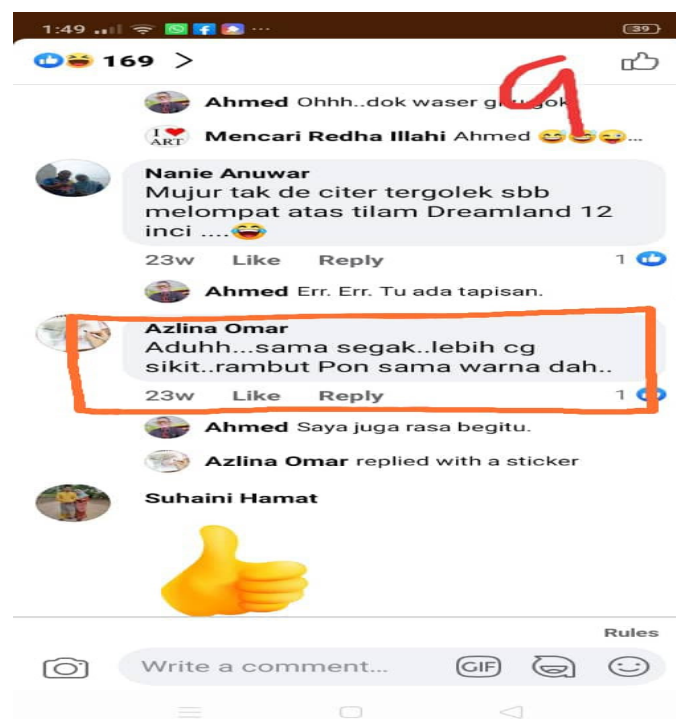 1:49
39
169 >
9
Ahmed Ohhh..dok waser gok
I ART
Mencari Redha Illahi Ahmed 😅😅😜...
Nanie Anuwar
Mujur tak de citer tergolek sbb
melompat atas tilam Dreamland 12
inci ....😂
23w Like Reply 1
Ahmed Err. Err. Tu ada tapisan.
Azlina Omar
Aduhh...sama segak..lebih cg
sikit..rambut Pon sama warna dah..
23w Like Reply 1
Ahmed Saya juga rasa begitu.
Azlina Omar replied with a sticker
Suhaini Hamat
Rules
Write a comment...
GIF